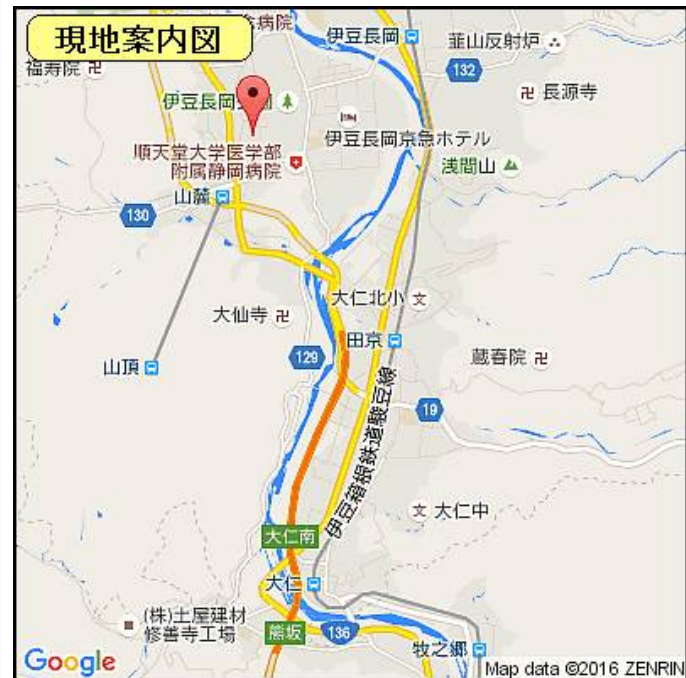 現地案内図
病院
伊豆長岡
韮山反射炉
福寿院
132
伊豆長岡
長源寺
順天堂大学医学部
附属静岡病院
伊豆長岡京急ホテル
浅間山
山麓
130
大仁北小
文
大仙寺
田京
129
蔵春院
山頂
19
伊豆箱根鉄道駿豆線
文
大仁中
大仁南
大仁
(株)土屋建材
修善寺工場
熊坂
136
牧之郷
Google
Map data ©2016 ZENRIN